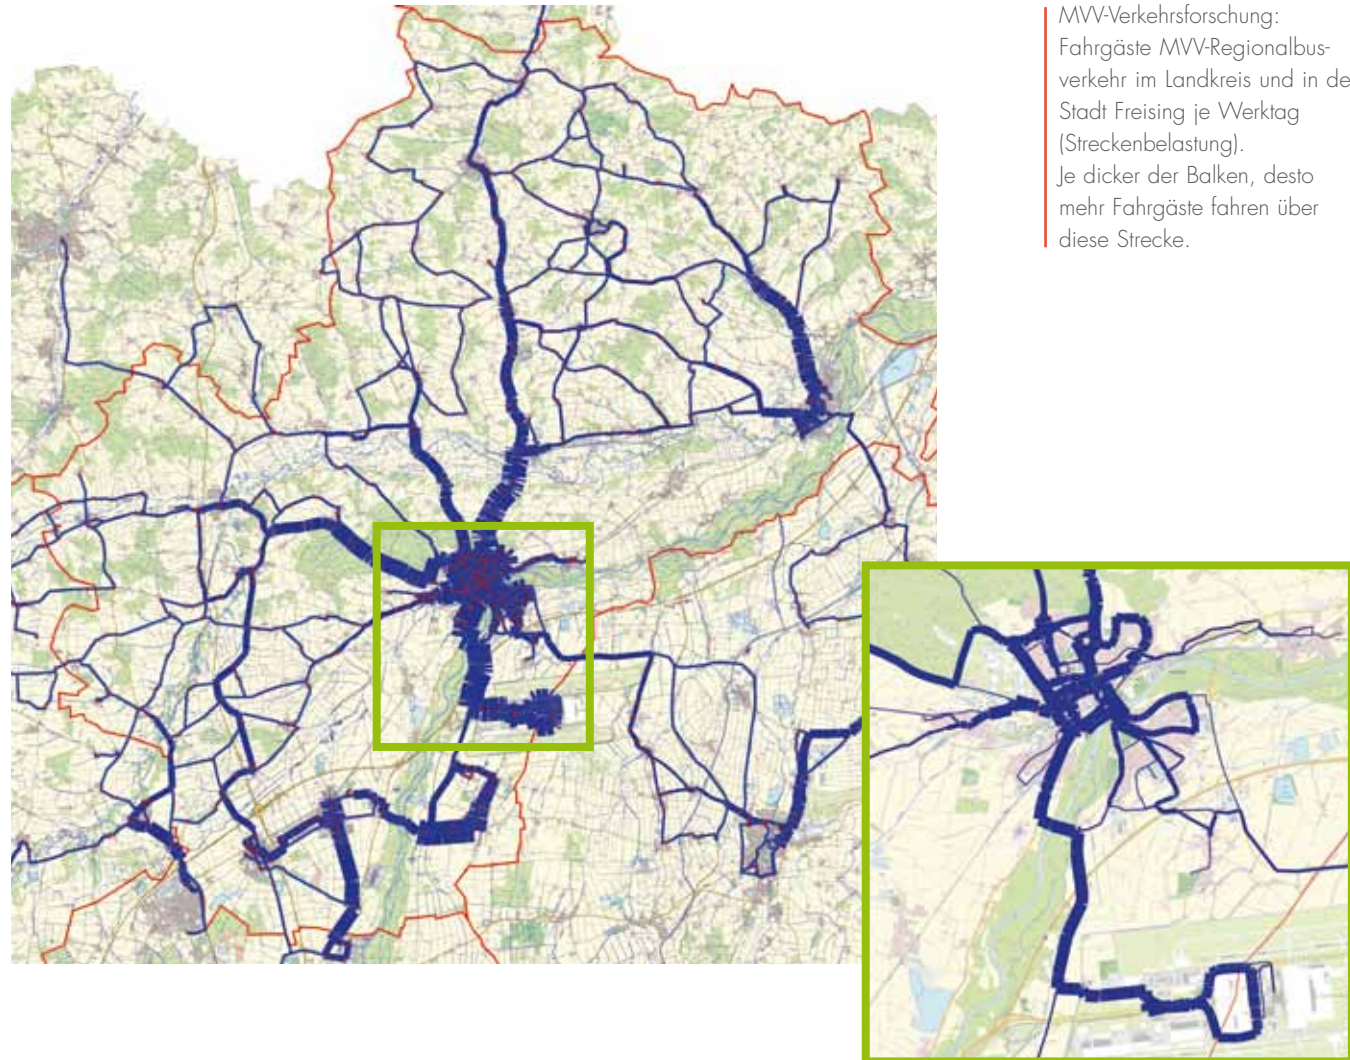 MVV-Verkehrsforschung:
Fahrgäste MVV-Regionalbus-
verkehr im Landkreis und in de
Stadt Freising je Werktag
(Streckenbelastung).
Je dicker der Balken, desto
mehr Fahrgäste fahren über
diese Strecke.